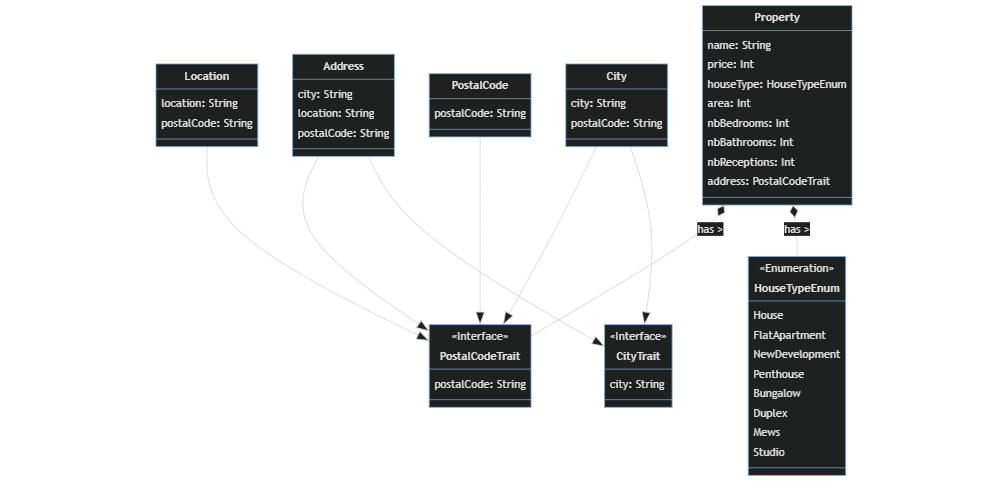 Location
location: String
postalCode: String
Address
city: String
location: String
postalCode: String
PostalCode
postalCode: String
City
city: String
postalCode: String
Property
name: String
price: Int
houseType: HouseTypeEnum
area: Int
nbBedrooms: Int
nbBathrooms: Int
nbReceptions: Int
address: PostalCodeTrait
has >
has >
«Interface»
PostalCodeTrait
postalCode: String
«Interface»
CityTrait
city: String
«Enumeration»
HouseTypeEnum
House
FlatApartment
NewDevelopment
Penthouse
Bungalow
Duplex
Mews
Studio